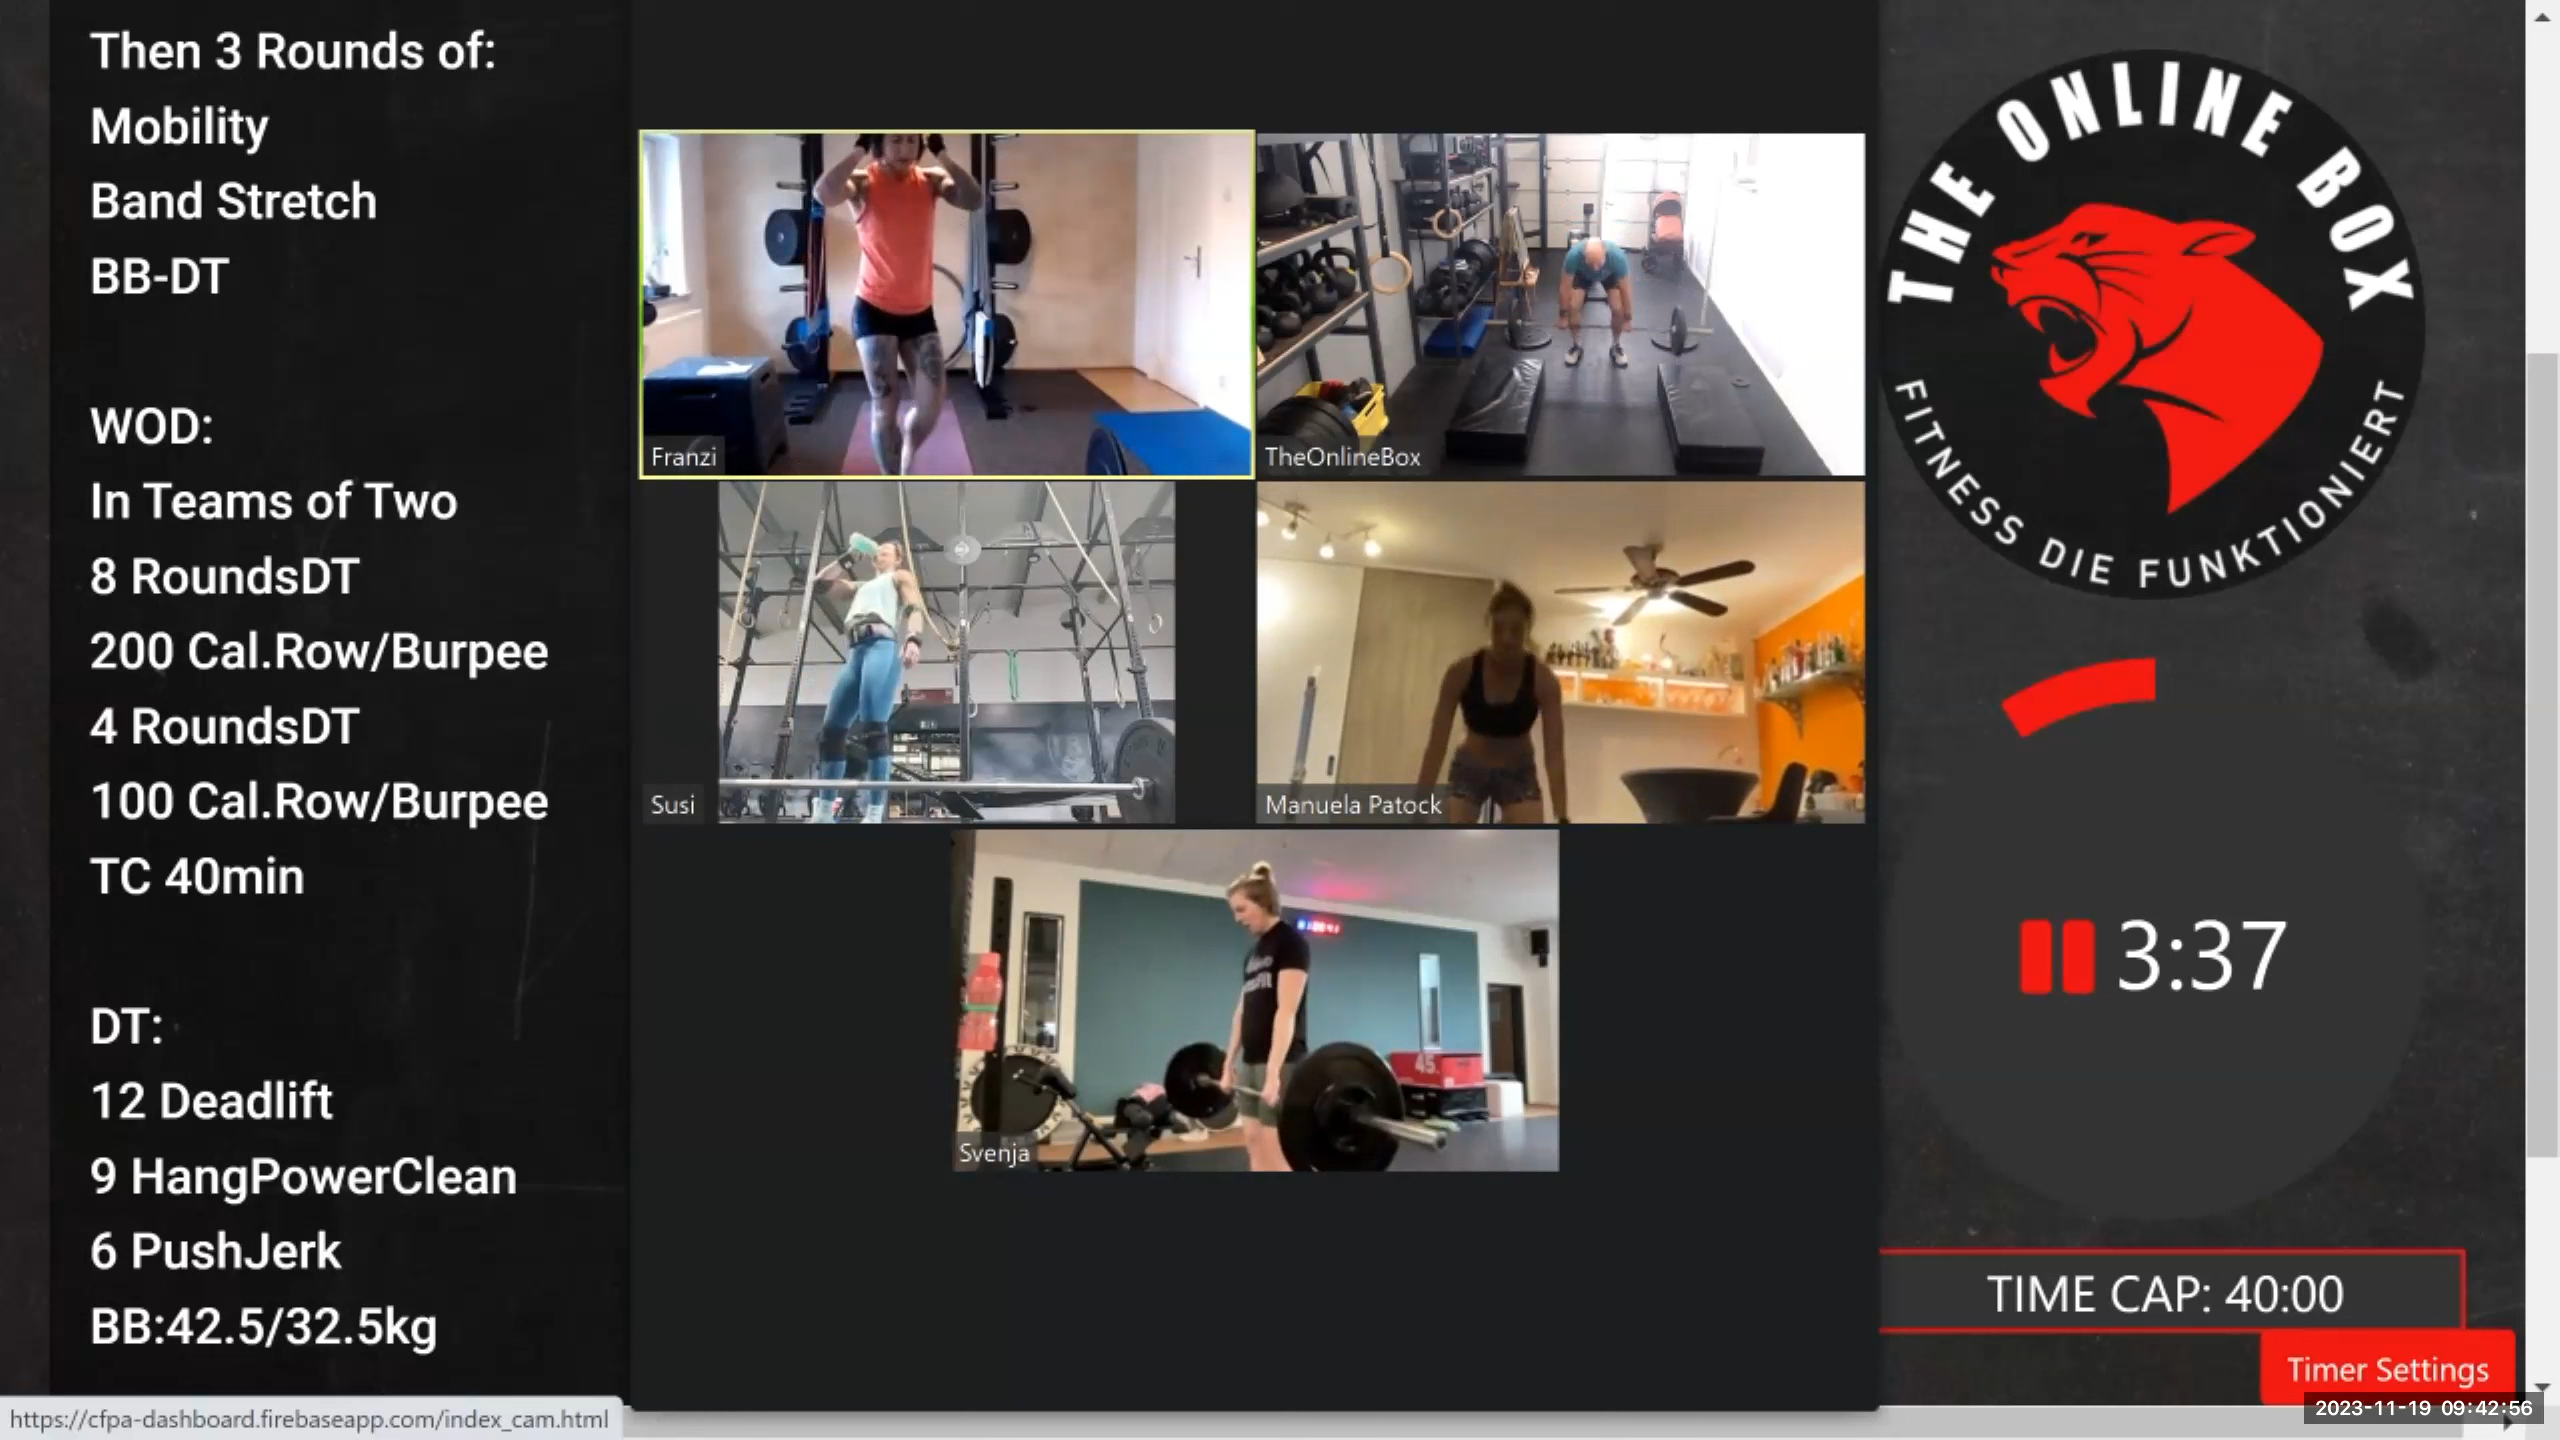 Then 3 Rounds of:
Mobility
Band Stretch
BB-DT
WOD:
In Teams of Two
8 RoundsDT
200 Cal.Row/Burpee
4 RoundsDT
100 Cal.Row/Burpee
TC 40min
DT:
12 Deadlift
9 HangPowerClean
6 PushJerk
BB:42.5/32.5kg
https://cfpa-dashboard.firebaseapp.com/index_cam.html
Franzi
TheOnlineBox
Susi
Manuela Patock
45
Svenja
THE ONLINE BOX
FITNESS DIE FUNKTIONIERT
3:37
TIME CAP: 40:00
Timer Settings
2023-11-19 09:42:56